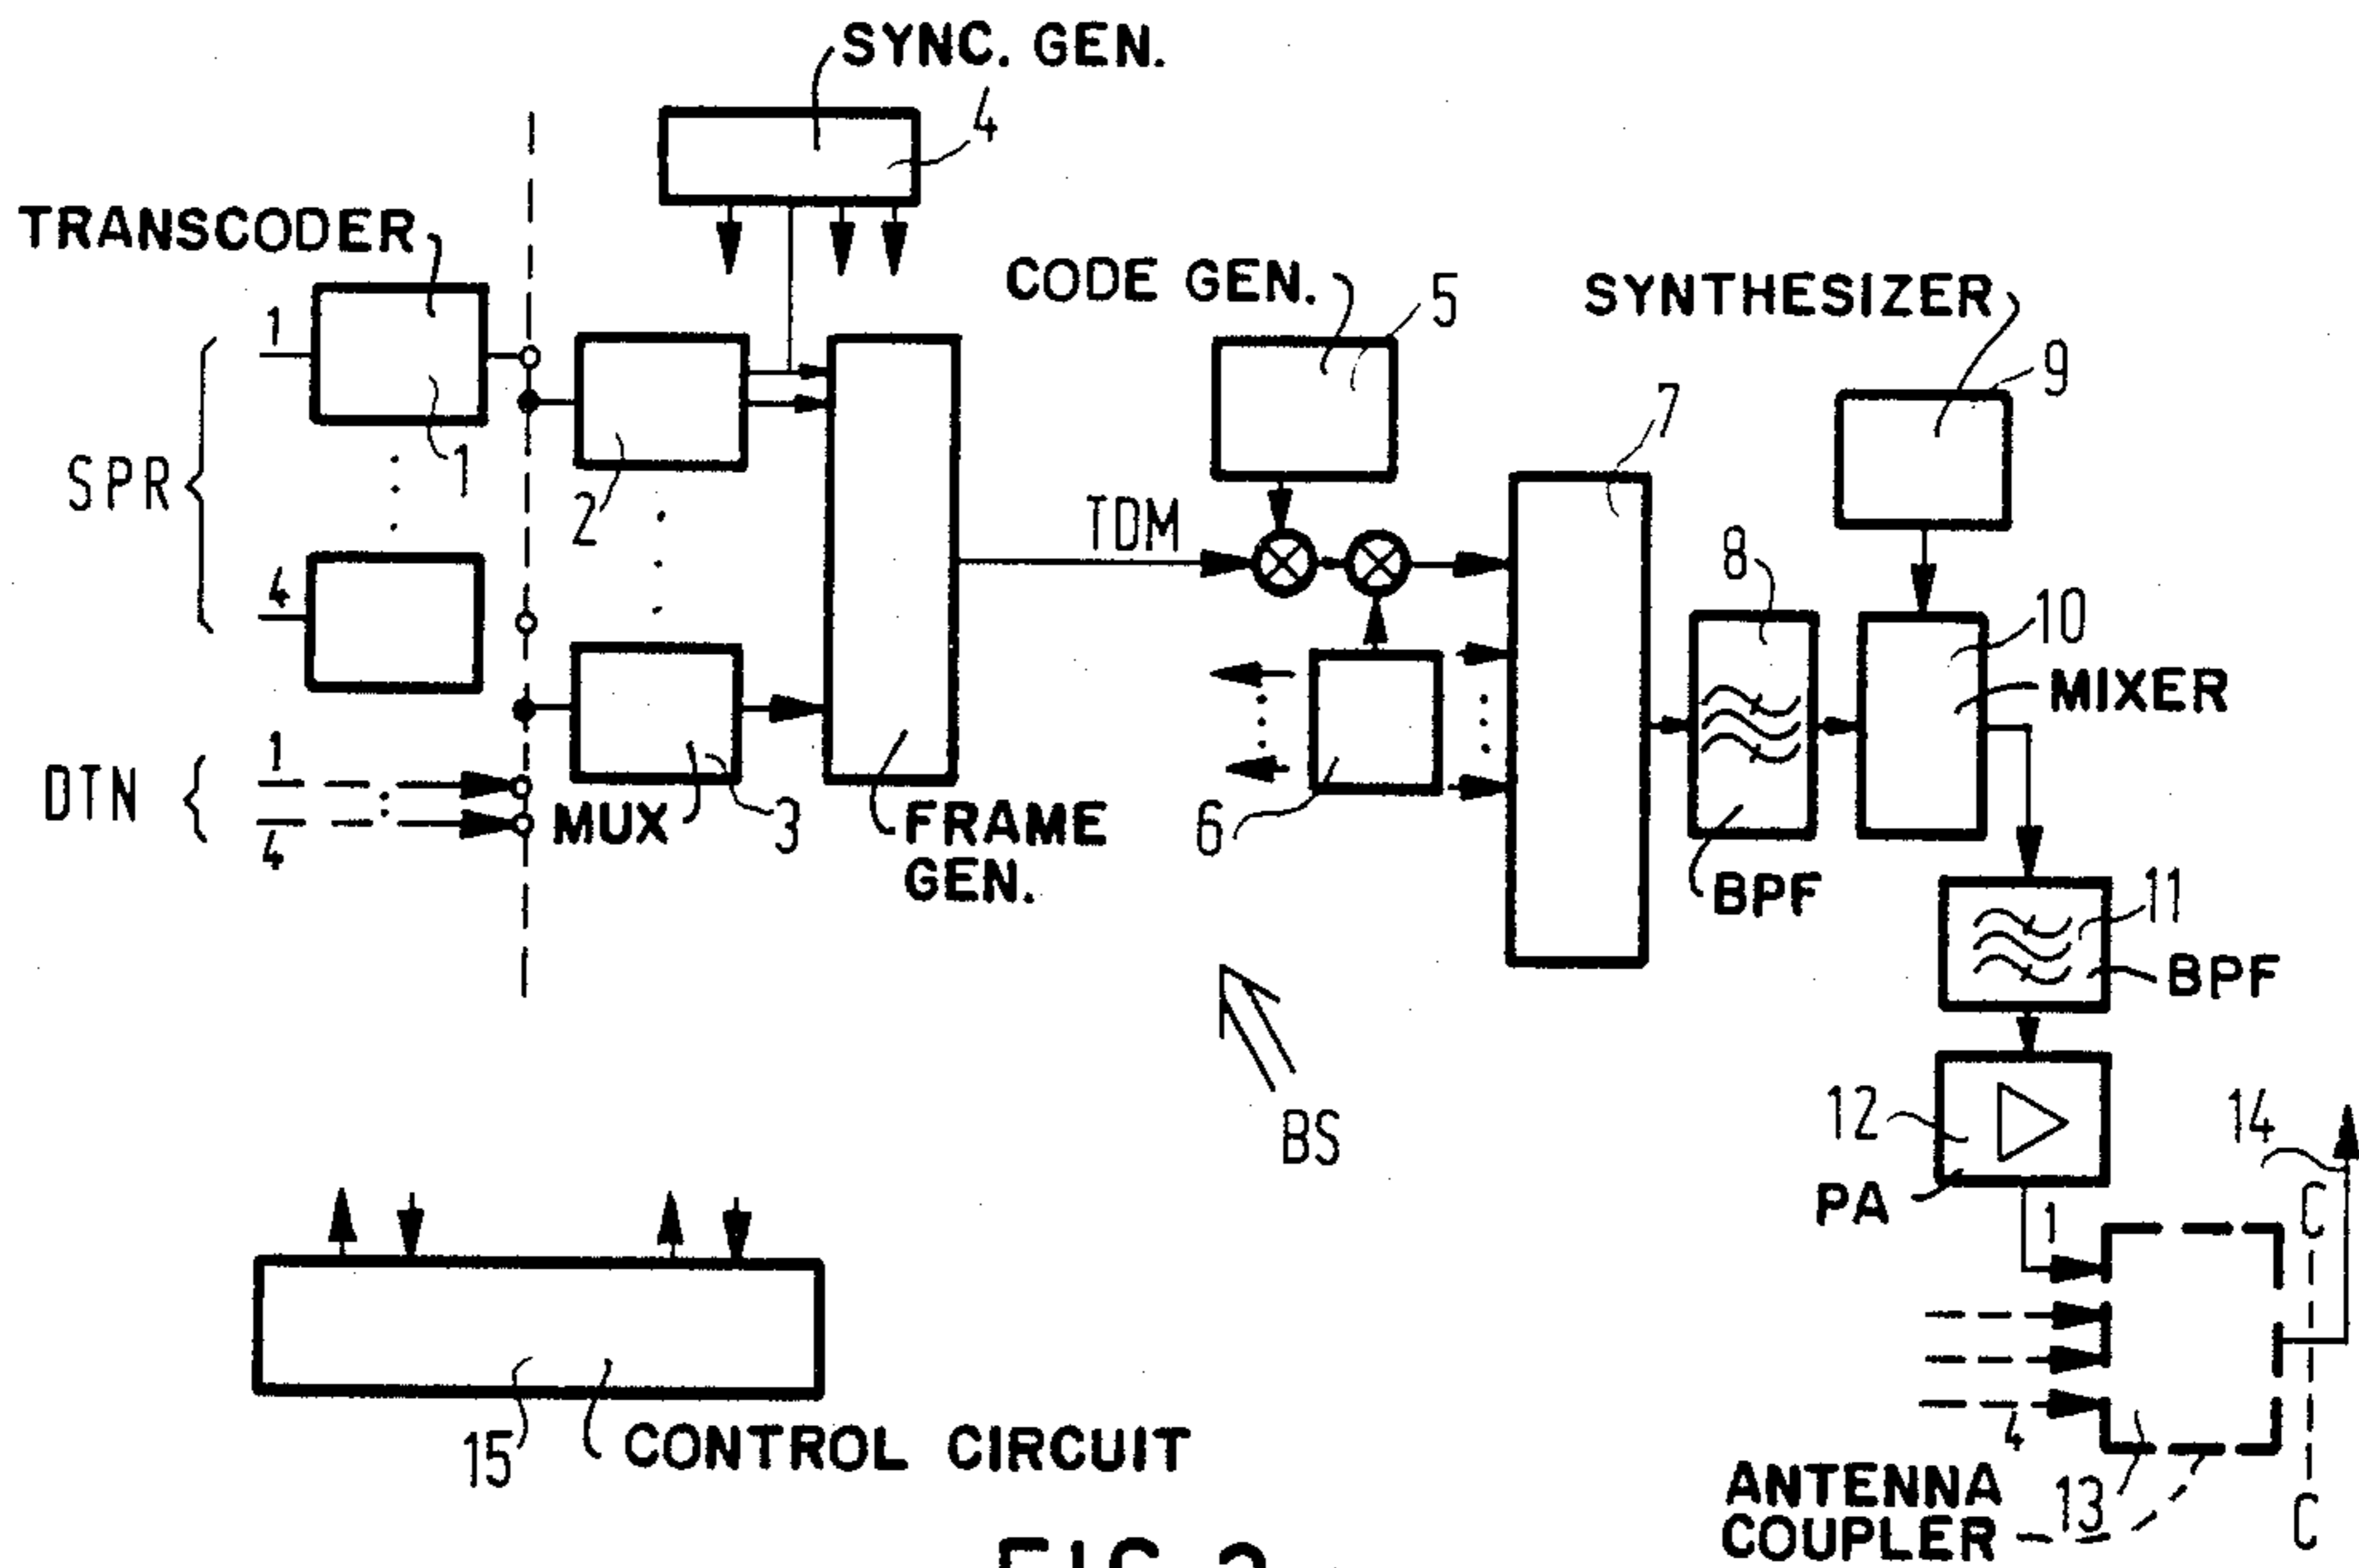 SYNC. GEN.
4
TRANSCODER
CODE GEN.
5
SYNTHESIZER
9
1
SPR
1
2
7
TDM
8
4
10
MIXER
1
DTN
4
MUX
3
FRAME
GEN.
6
BPF
11
BPF
BS
12
14
PA
1
C
4
15
CONTROL CIRCUIT
ANTENNA
COUPLER
13
C